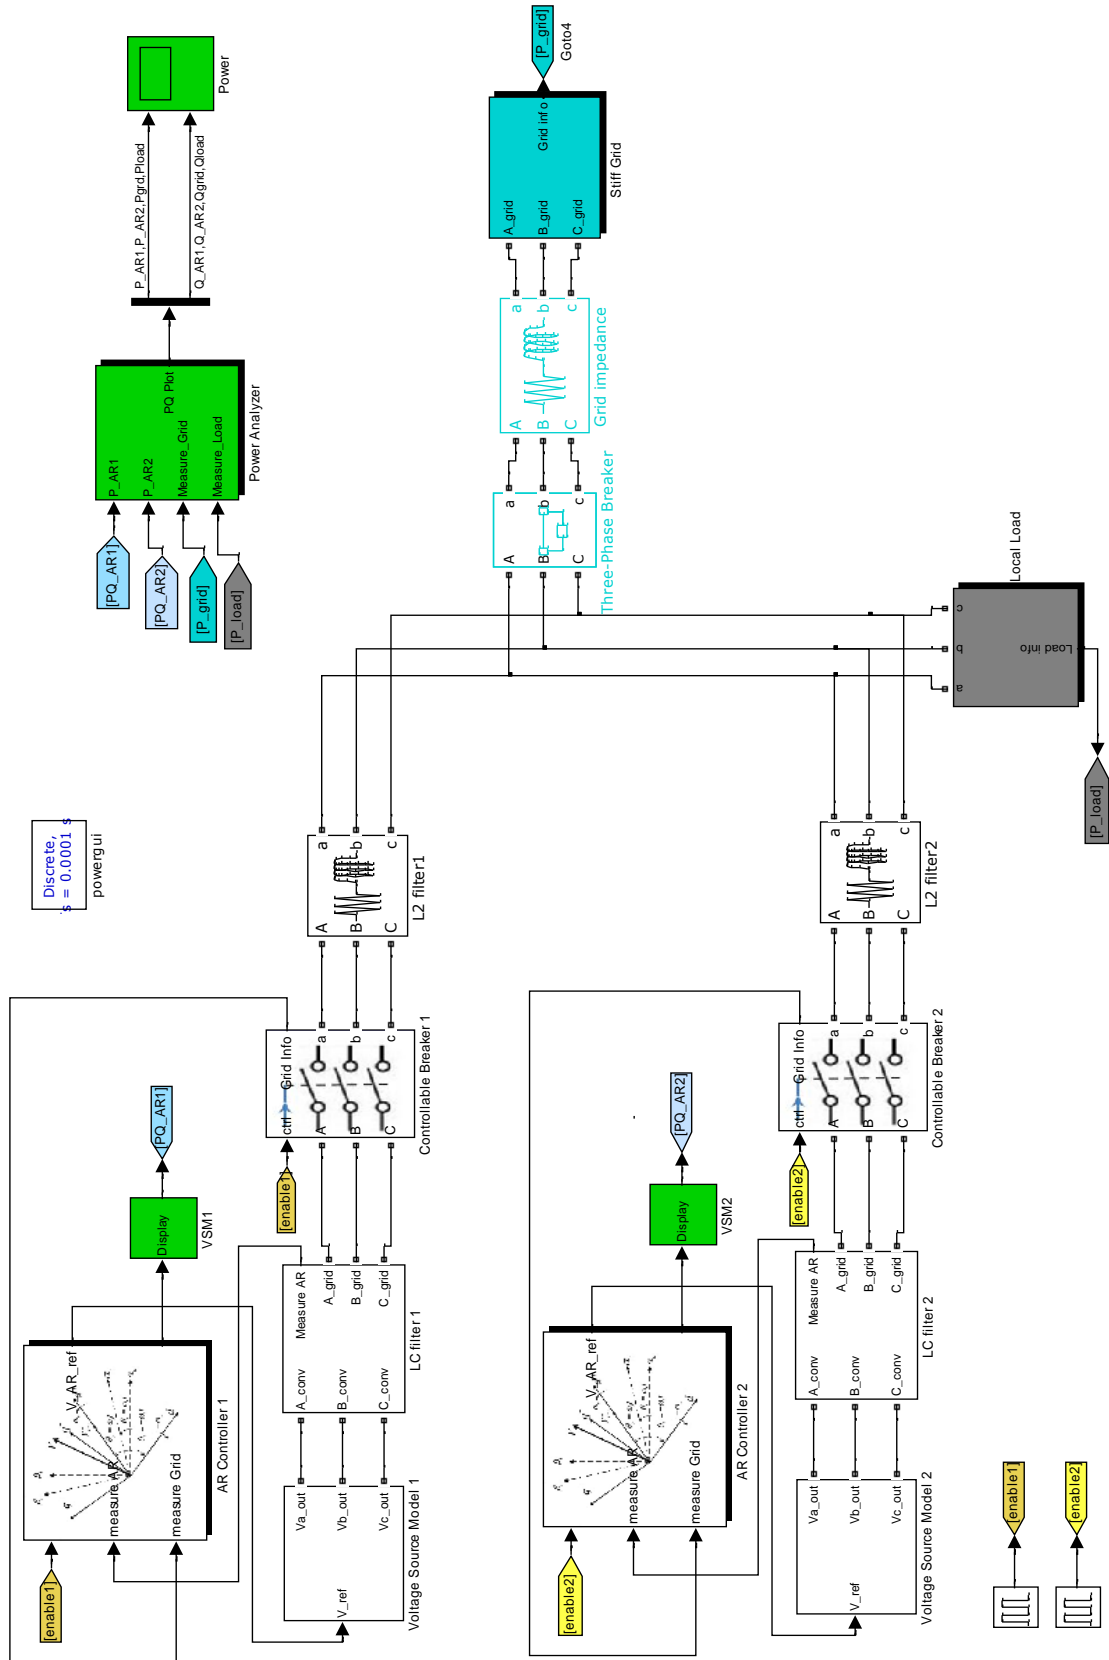 Power
P_AR1,P_AR2,Pgrd,Pload
Q_AR1,Q_AR2,Qgrid,Qload
Power Analyzer
P_AR1
P_AR2
Measure_Grid
Measure_Load
PQ Plot
[PQ_AR1]
[PQ_AR2]
[P_grid]
[P_load]
[P_grid]
Goto4
Stiff Grid
Grid info
A_grid
B_grid
C_grid
Grid impedance
a
b
c
A
B
C
Three-Phase Breaker
a
b
c
A
B
C
Local Load
Load info
a
b
c
[P_load]
Discrete,
s = 0.0001 s
powergui
L2 filter1
a
b
c
A
B
C
Controllable Breaker 1
ctrl
Grid Info
a
b
c
A
B
C
[enable1]
[PQ_AR1]
Display
VSM1
LC filter 1
Measure AR
A_grid
B_grid
C_grid
A_conv
B_conv
C_conv
AR Controller 1
V_AR_ref
measure AR
measure Grid
[enable1]
Voltage Source Model 1
Va_out
Vb_out
Vc_out
V_ref
L2 filter2
a
b
c
A
B
C
Controllable Breaker 2
ctrl
Grid Info
a
b
c
A
B
C
[enable2]
[PQ_AR2]
Display
VSM2
LC filter 2
Measure AR
A_grid
B_grid
C_grid
A_conv
B_conv
C_conv
AR Controller 2
V_AR_ref
measure AR
measure Grid
[enable2]
Voltage Source Model 2
Va_out
Vb_out
Vc_out
V_ref
[enable1]
[enable2]